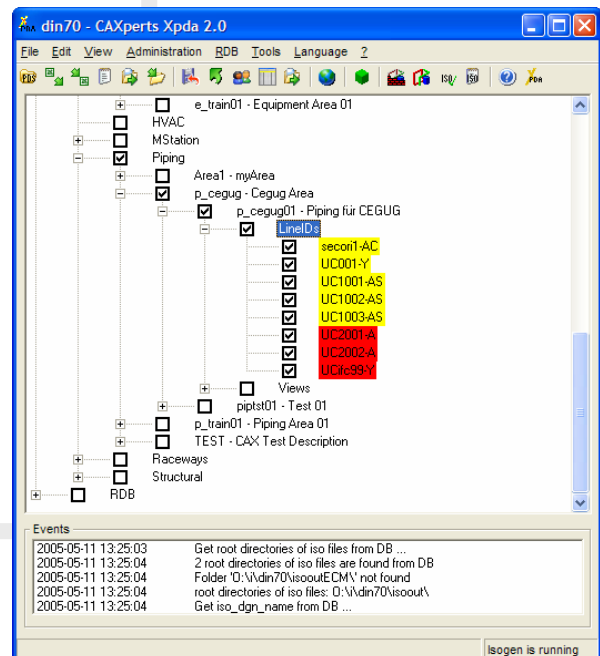 din70 - CAXperts Xpda 2.0
File Edit View Administration RDB Tools Language ?
e_train01 - Equipment Area 01
HVAC
MStation
Piping
Area1 - myArea
p_cegug - Cegug Area
p_cegug01 - Piping für CEGUG
LineIDs
secori1-AC
UC001-Y
UC1001-AS
UC1002-AS
UC1003-AS
UC2001-A
UC2002-A
UCifc99-Y
Views
piptst01 - Test 01
p_train01 - Piping Area 01
TEST - CAX Test Description
Raceways
Structural
RDB
Events
2005-05-11 13:25:03 Get root directories of iso files from DB ...
2005-05-11 13:25:04 2 root directories of iso files are found from DB
2005-05-11 13:25:04 Folder 'O:\i\din70\isooutECM\' not found
2005-05-11 13:25:04 root directories of iso files: O:\i\din70\isoout\
2005-05-11 13:25:04 Get iso_dgn_name from DB ...
Isogen is running